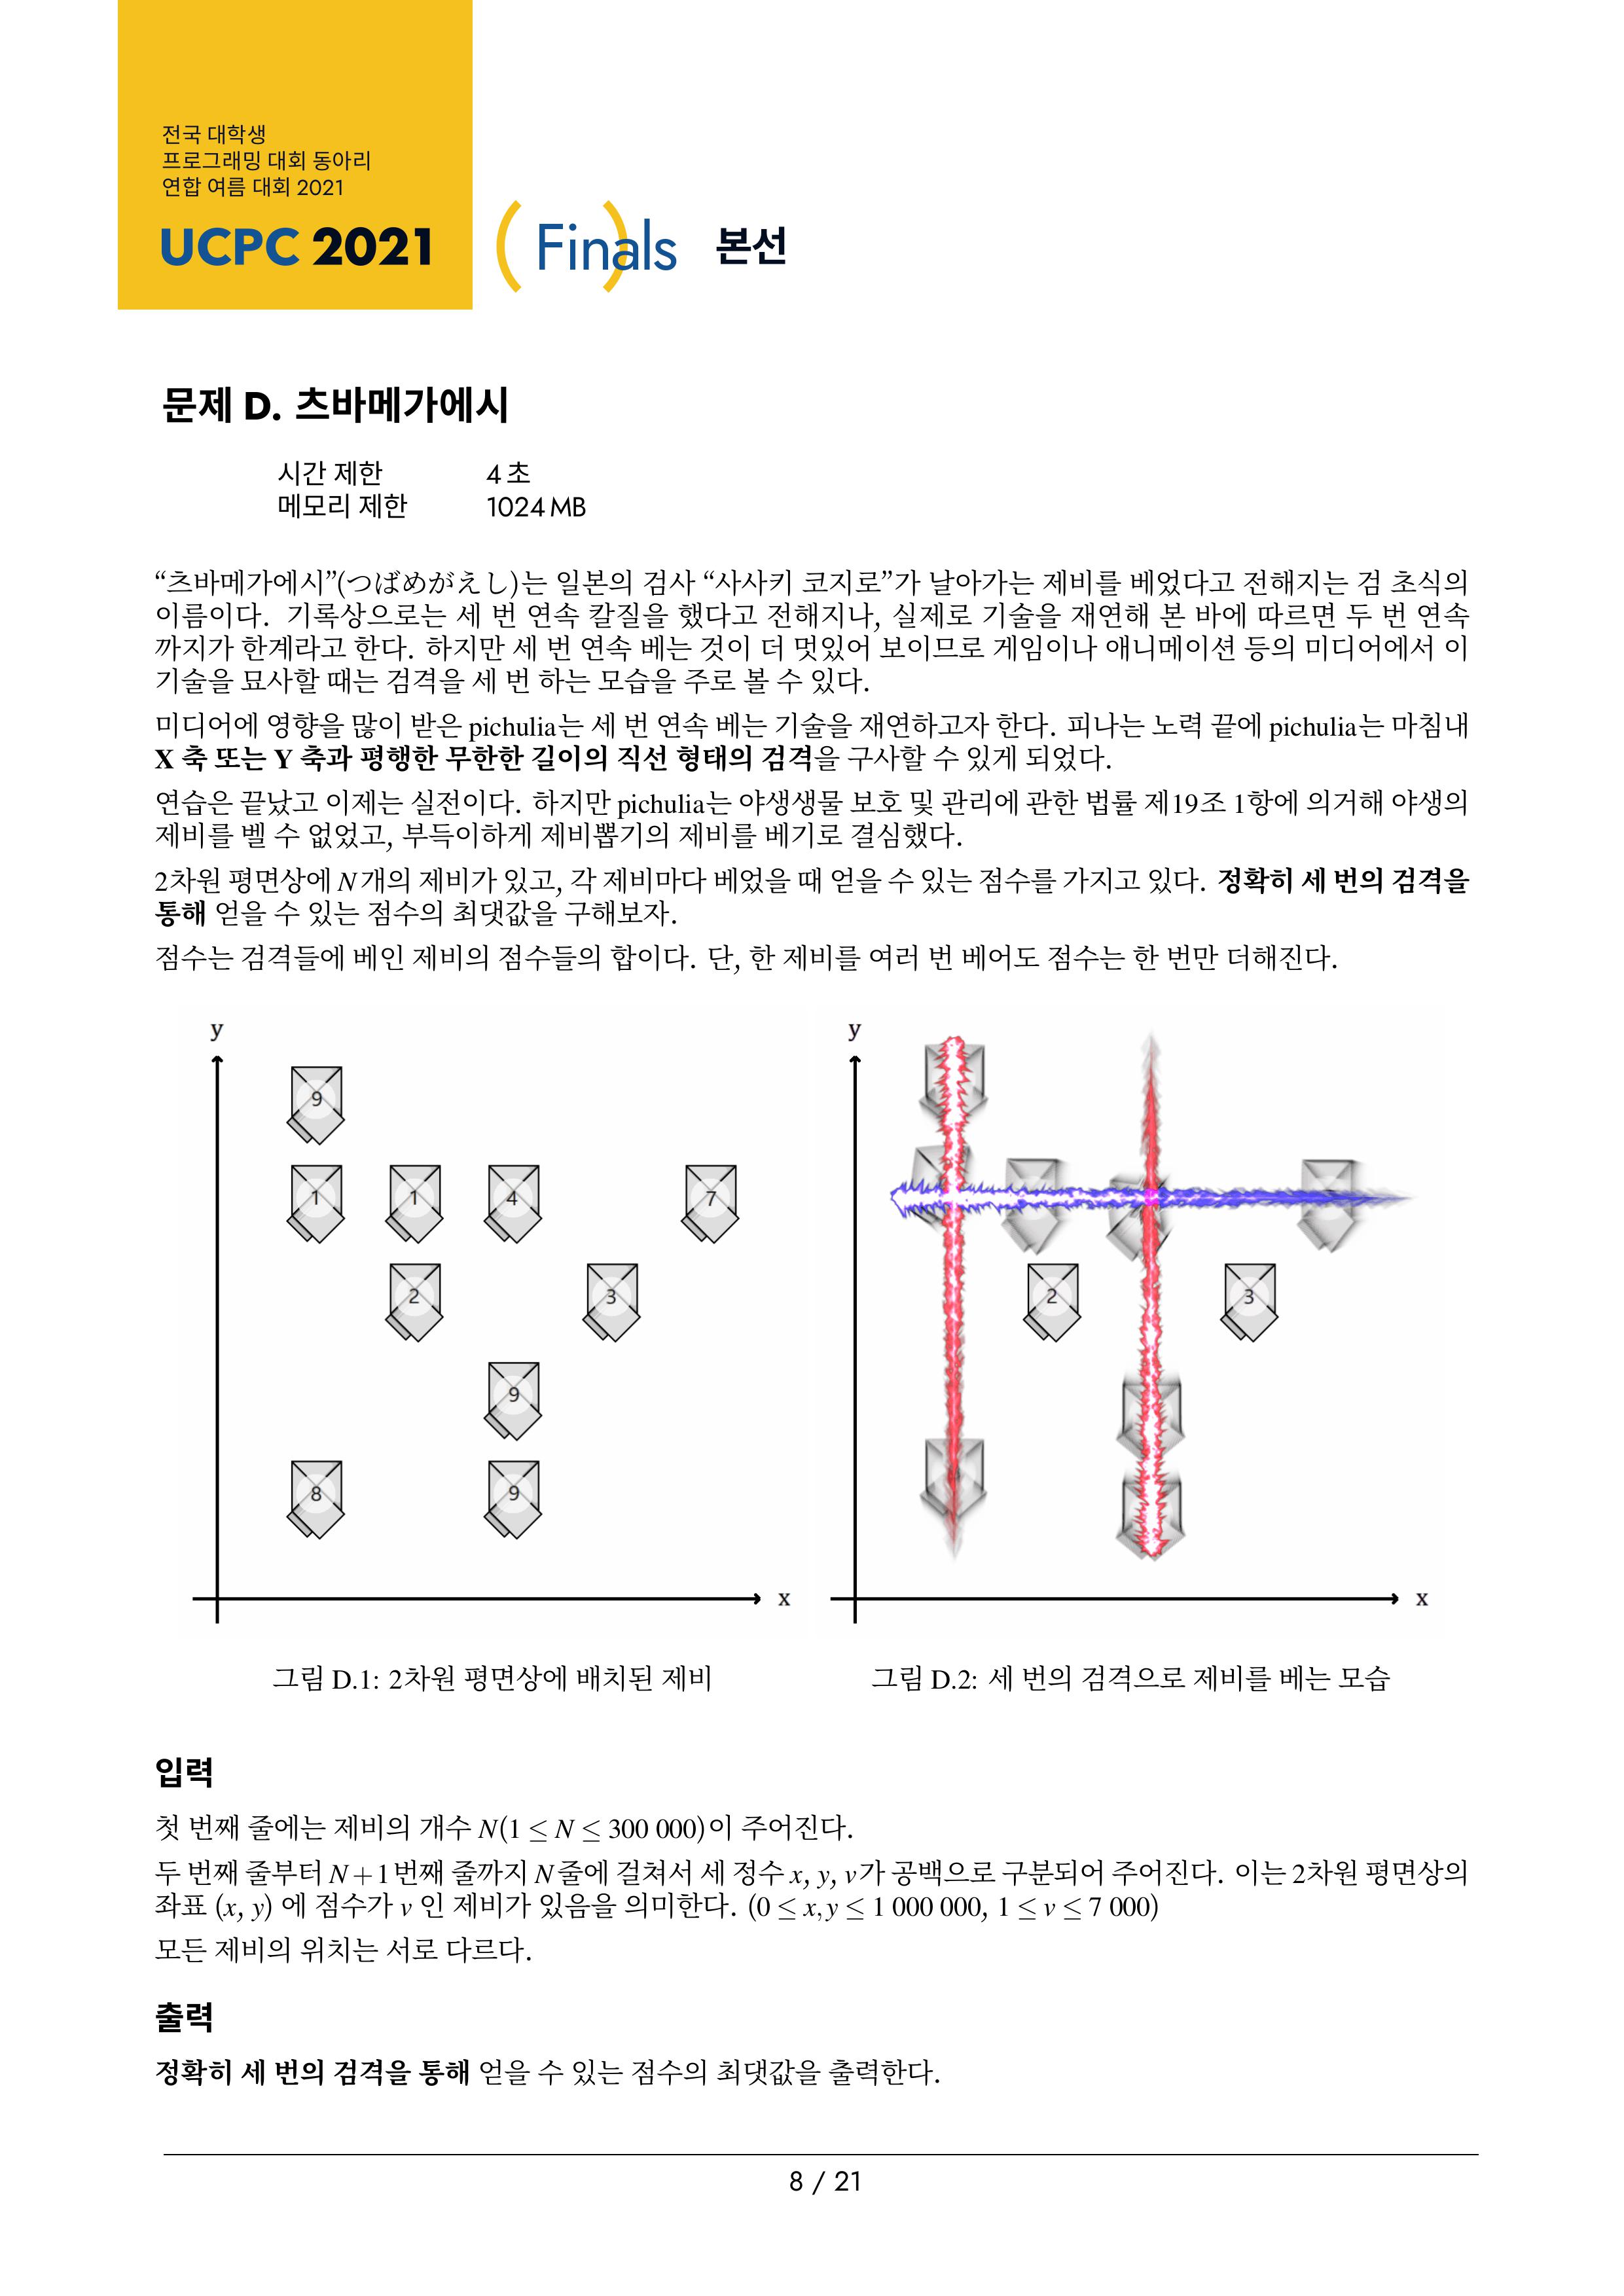 전국 대학생
프로그래밍 대회 동아리
연합 여름 대회 2021
UCPC 2021 (Finals) 본선
문제 D. 츠바메가에시
시간 제한 4 초
메모리 제한 1024 MB
“츠바메가에시”(つばめがえし)는 일본의 검사 “사사키 코지로”가 날아가는 제비를 베었다고 전해지는 검 초식의
이름이다. 기록상으로는 세 번 연속 칼질을 했다고 전해지나, 실제로 기술을 재연해 본 바에 따르면 두 번 연속
까지가 한계라고 한다. 하지만 세 번 연속 베는 것이 더 멋있어 보이므로 게임이나 애니메이션 등의 미디어에서 이
기술을 묘사할 때는 검격을 세 번 하는 모습을 주로 볼 수 있다.
미디어에 영향을 많이 받은 pichulia는 세 번 연속 베는 기술을 재연하고자 한다. 피나는 노력 끝에 pichulia는 마침내
X 축 또는 Y 축과 평행한 무한한 길이의 직선 형태의 검격을 구사할 수 있게 되었다.
연습은 끝났고 이제는 실전이다. 하지만 pichulia는 야생생물 보호 및 관리에 관한 법률 제19조 1항에 의거해 야생의
제비를 벨 수 없었고, 부득이하게 제비뽑기의 제비를 베기로 결심했다.
2차원 평면상에 N개의 제비가 있고, 각 제비마다 베었을 때 얻을 수 있는 점수를 가지고 있다. 정확히 세 번의 검격을
통해 얻을 수 있는 점수의 최댓값을 구해보자.
점수는 검격들에 베인 제비의 점수들의 합이다. 단, 한 제비를 여러 번 베어도 점수는 한 번만 더해진다.
y
9
1 1 4 7
2 3
9
8 9
x
y
2 3
x
그림 D.1: 2차원 평면상에 배치된 제비
그림 D.2: 세 번의 검격으로 제비를 베는 모습
입력
첫 번째 줄에는 제비의 개수 N(1 ≤ N ≤ 300 000)이 주어진다.
두 번째 줄부터 N+1번째 줄까지 N줄에 걸쳐서 세 정수 x, y, v가 공백으로 구분되어 주어진다. 이는 2차원 평면상의
좌표 (x, y) 에 점수가 v 인 제비가 있음을 의미한다. (0 ≤ x,y ≤ 1 000 000, 1 ≤ v ≤ 7 000)
모든 제비의 위치는 서로 다르다.
출력
정확히 세 번의 검격을 통해 얻을 수 있는 점수의 최댓값을 출력한다.
8 / 21